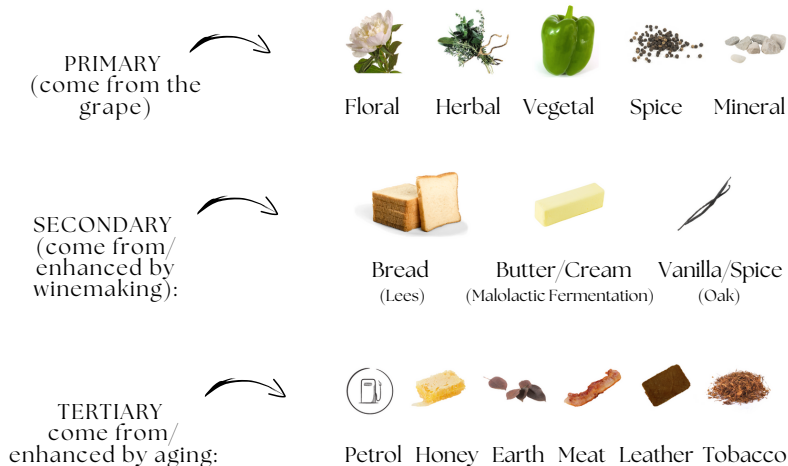 PRIMARY
(come from the
grape)
Floral
Herbal
Vegetal
Spice
Mineral
SECONDARY
(come from/
enhanced by
winemaking):
Bread
(Lees)
Butter/Cream
(Malolactic Fermentation)
Vanilla/Spice
(Oak)
TERTIARY
come from/
enhanced by aging:
Petrol
Honey
Earth
Meat
Leather
Tobacco